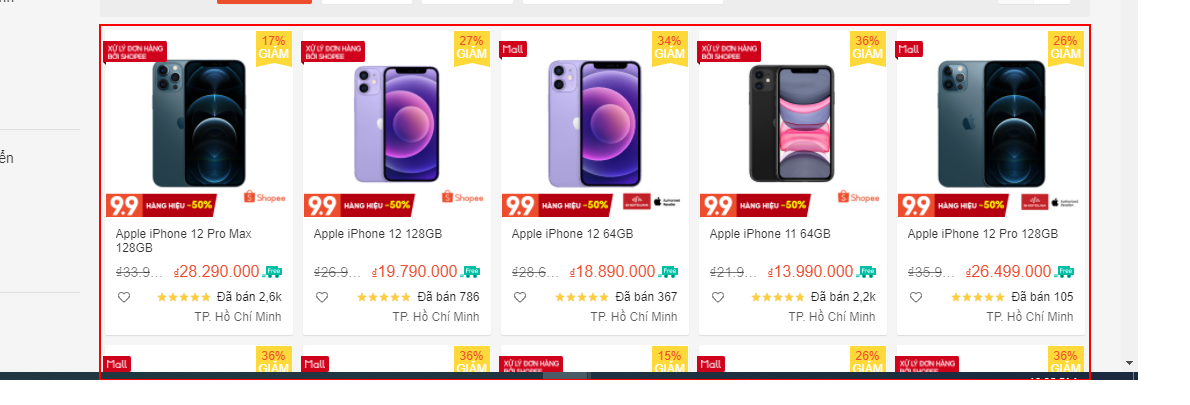 XỬ LÝ ĐƠN HÀNG
BỞI SHOPEE
17%
GIẢM
9.9 HÀNG HIỆU -50%
Shopee
Apple iPhone 12 Pro Max
128GB
₫33.9... ₫28.290.000 Free
Đã bán 2,6k
TP. Hồ Chí Minh
XỬ LÝ ĐƠN HÀNG
BỞI SHOPEE
27%
GIẢM
9.9 HÀNG HIỆU -50%
Shopee
Apple iPhone 12 128GB
₫26.9... ₫19.790.000 Free
Đã bán 786
TP. Hồ Chí Minh
Mall
34%
GIẢM
9.9 HÀNG HIỆU -50%
Apple iPhone 12 64GB
₫28.6... ₫18.890.000 Free
Đã bán 367
TP. Hồ Chí Minh
XỬ LÝ ĐƠN HÀNG
BỞI SHOPEE
36%
GIẢM
9.9 HÀNG HIỆU -50%
Shopee
Apple iPhone 11 64GB
₫21.9... ₫13.990.000 Free
Đã bán 2,2k
TP. Hồ Chí Minh
Mall
26%
GIẢM
9.9 HÀNG HIỆU -50%
Apple iPhone 12 Pro 128GB
₫35.9... ₫26.499.000 Free
Đã bán 105
TP. Hồ Chí Minh
Mall
36%
GIẢM
Mall
36%
GIẢM
XỬ LÝ ĐƠN HÀNG
BỞI SHOPEE
15%
GIẢM
Mall
26%
GIẢM
XỬ LÝ ĐƠN HÀNG
BỞI SHOPEE
36%
GIẢM